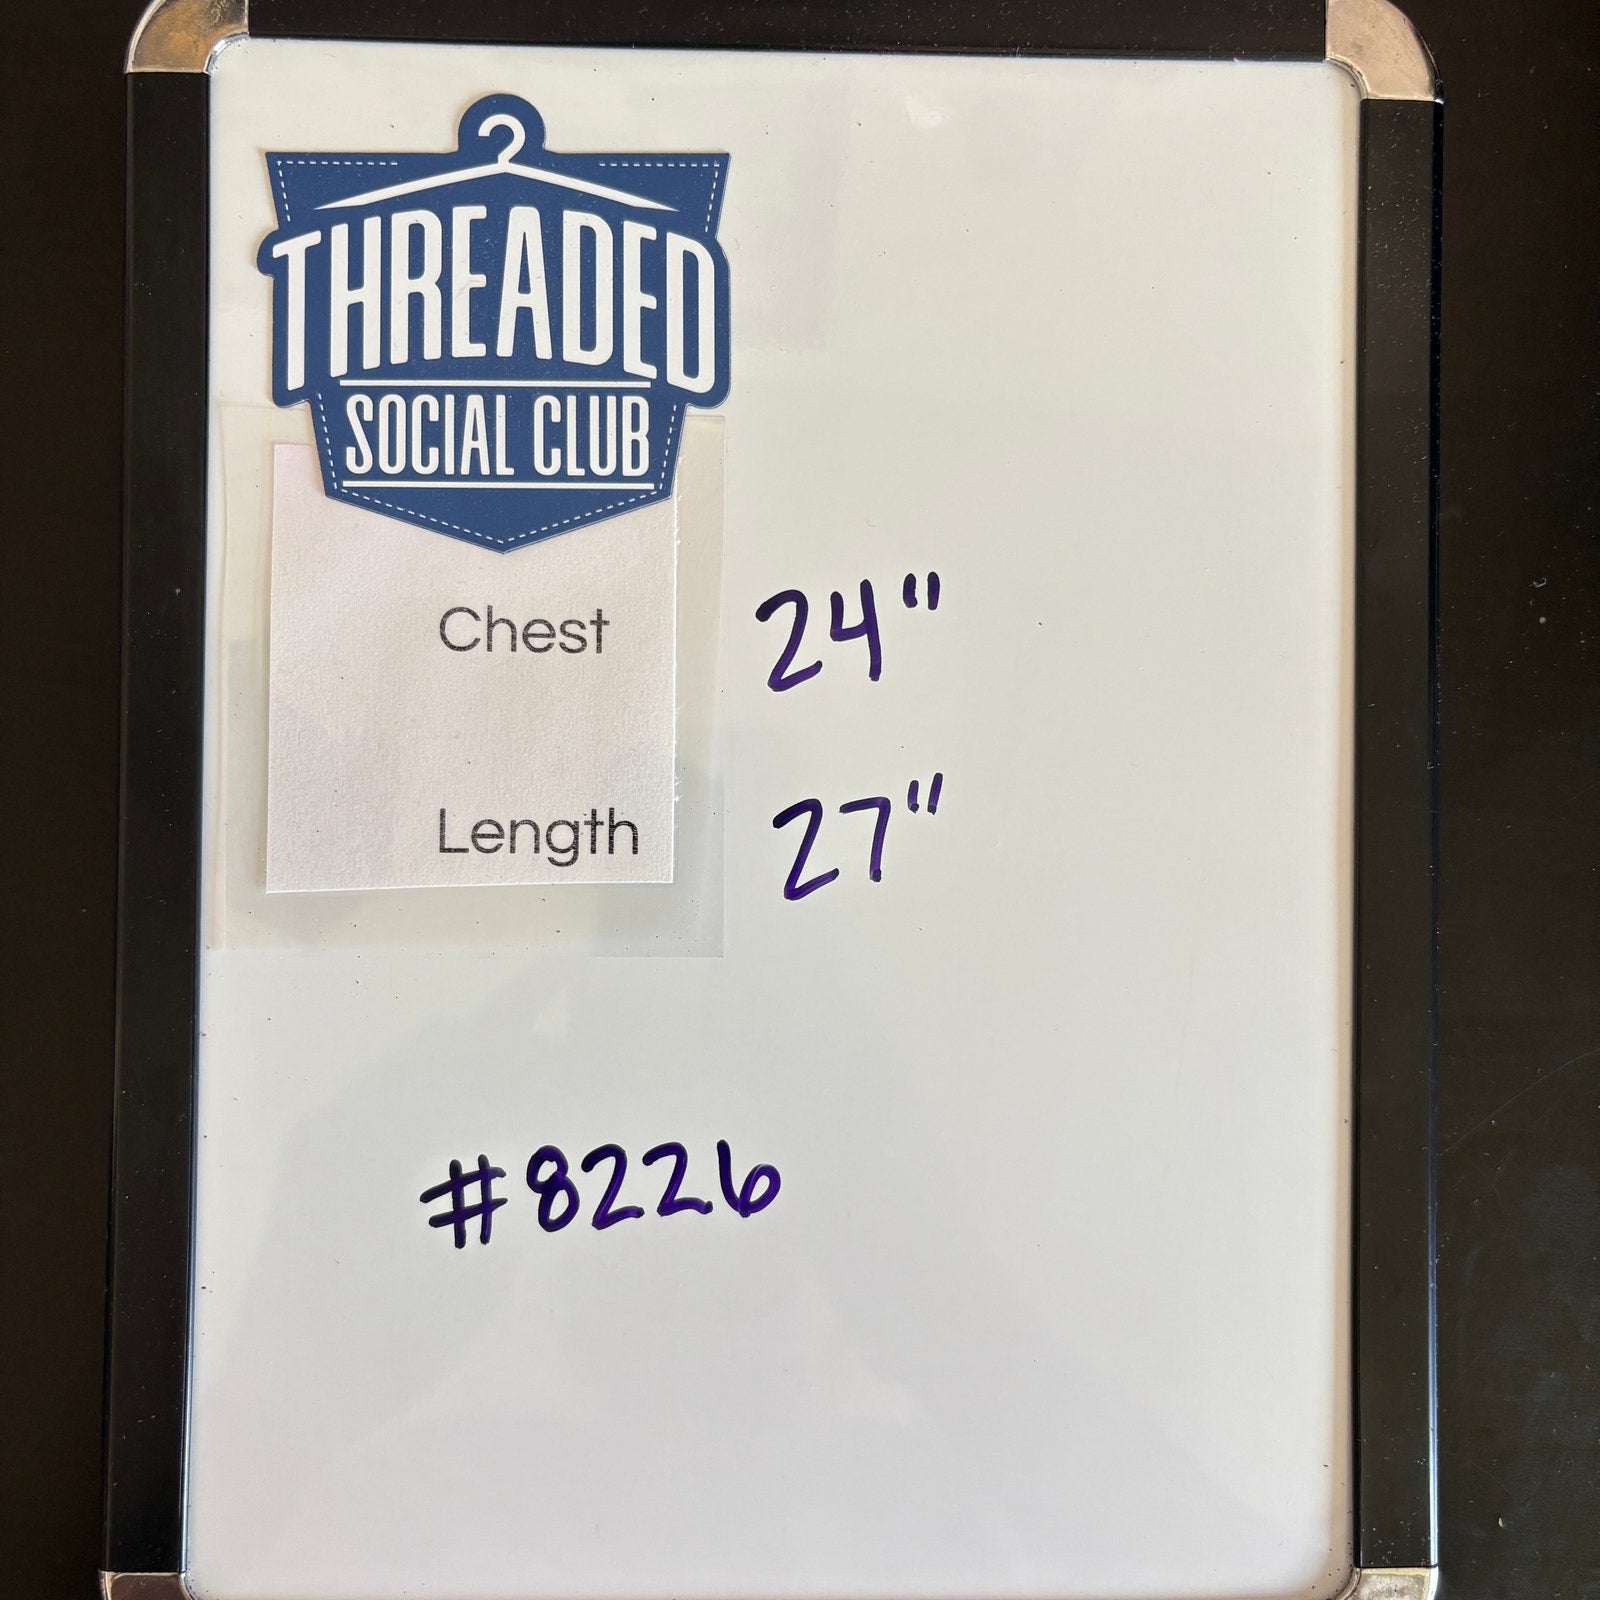 THREADED
SOCIAL CLUB
Chest 24"
Length 27"
#8226